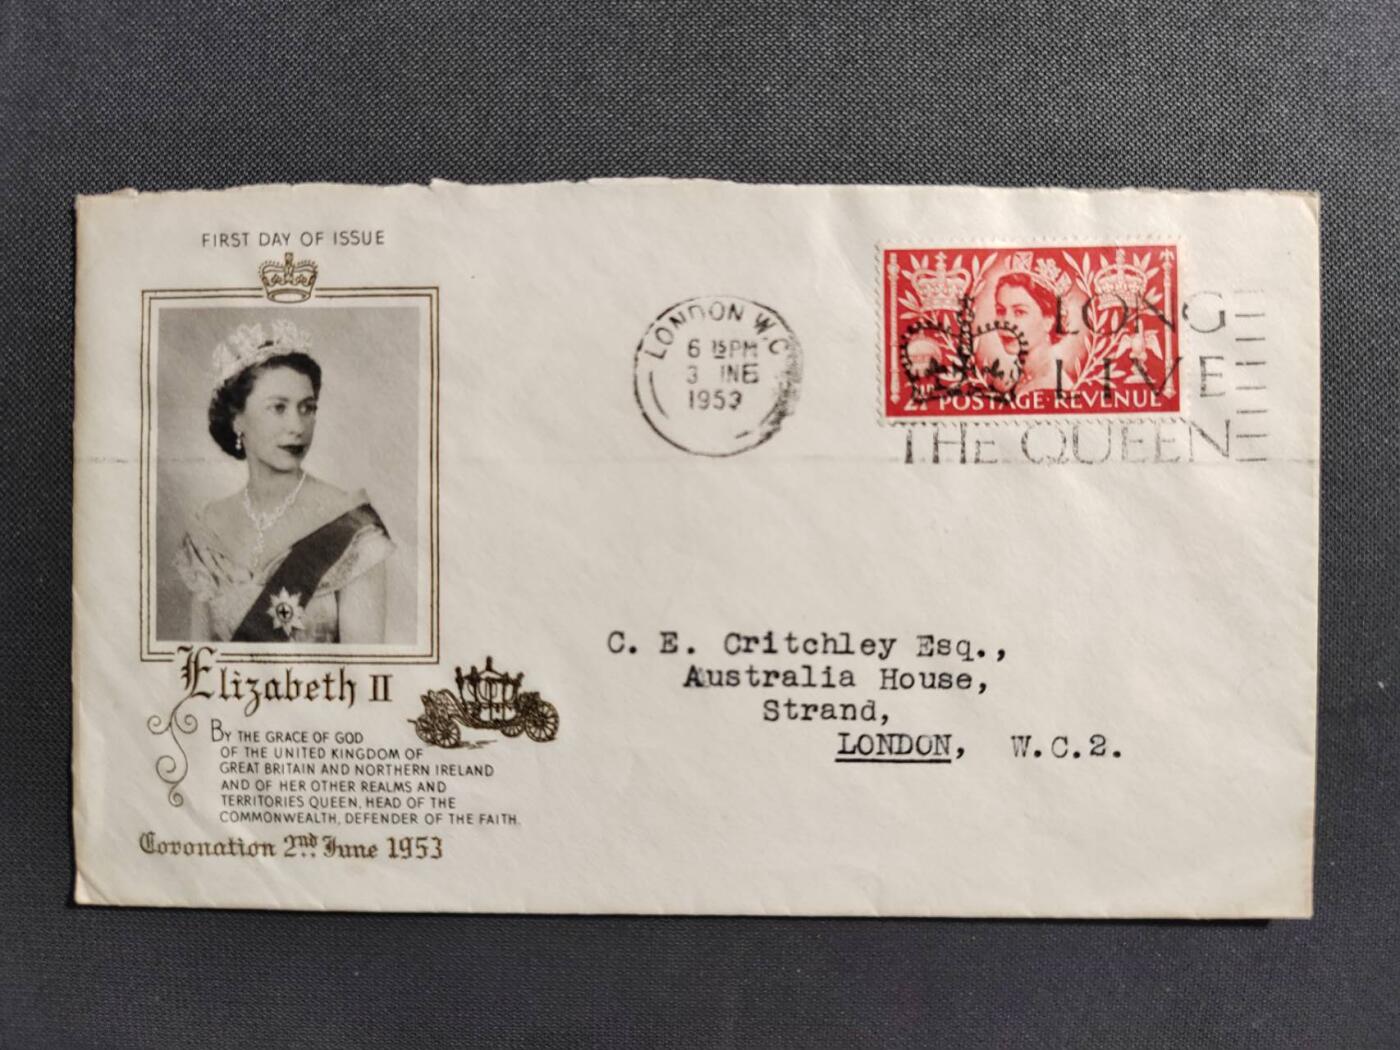 FIRST DAY OF ISSUE
LONDON W.C.
6 15 PM
3 JNE
1953
LONG
LIVE
THE QUEEN
POSTAGE·REVENUE
C. E. Critchley Esq.,
Australia House,
Strand,
LONDON, W.C.2.
Elizabeth II
BY THE GRACE OF GOD
OF THE UNITED KINGDOM OF
GREAT BRITAIN AND NORTHERN IRELAND
AND OF HER OTHER REALMS AND
TERRITORIES QUEEN, HEAD OF THE
COMMONWEALTH, DEFENDER OF THE FAITH.
Coronation 2nd June 1953